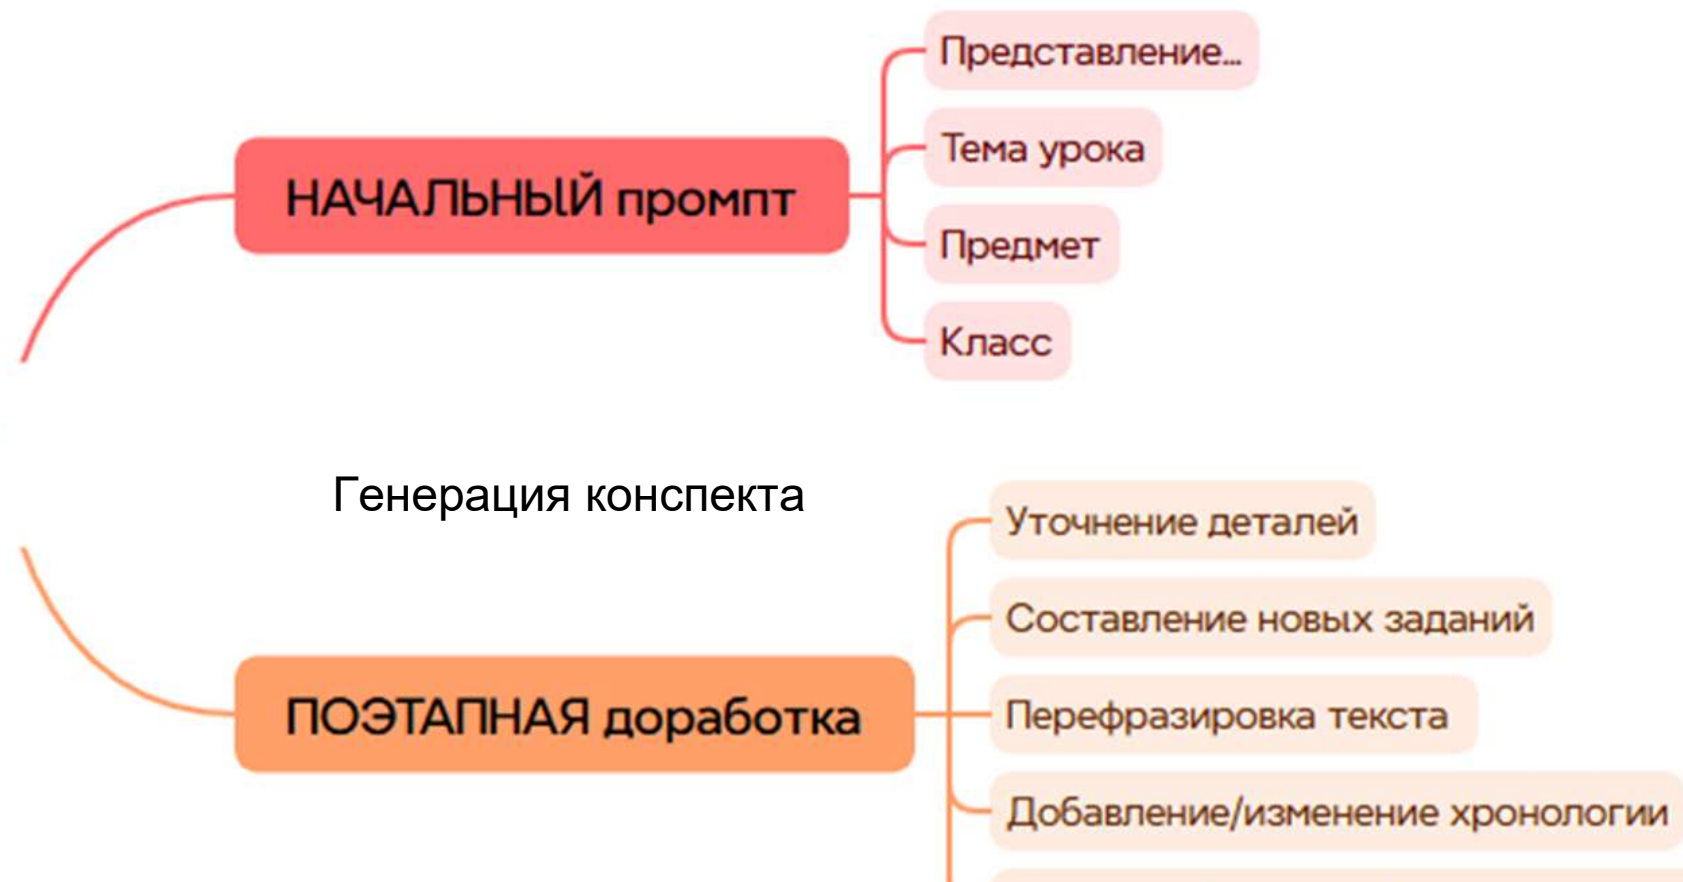 Представление...
Тема урока
НАЧАЛЬНЫЙ промпт
Предмет
Класс
Генерация конспекта
Уточнение деталей
Составление новых заданий
ПОЭТАПНАЯ доработка
Перефразировка текста
Добавление/изменение хронологии